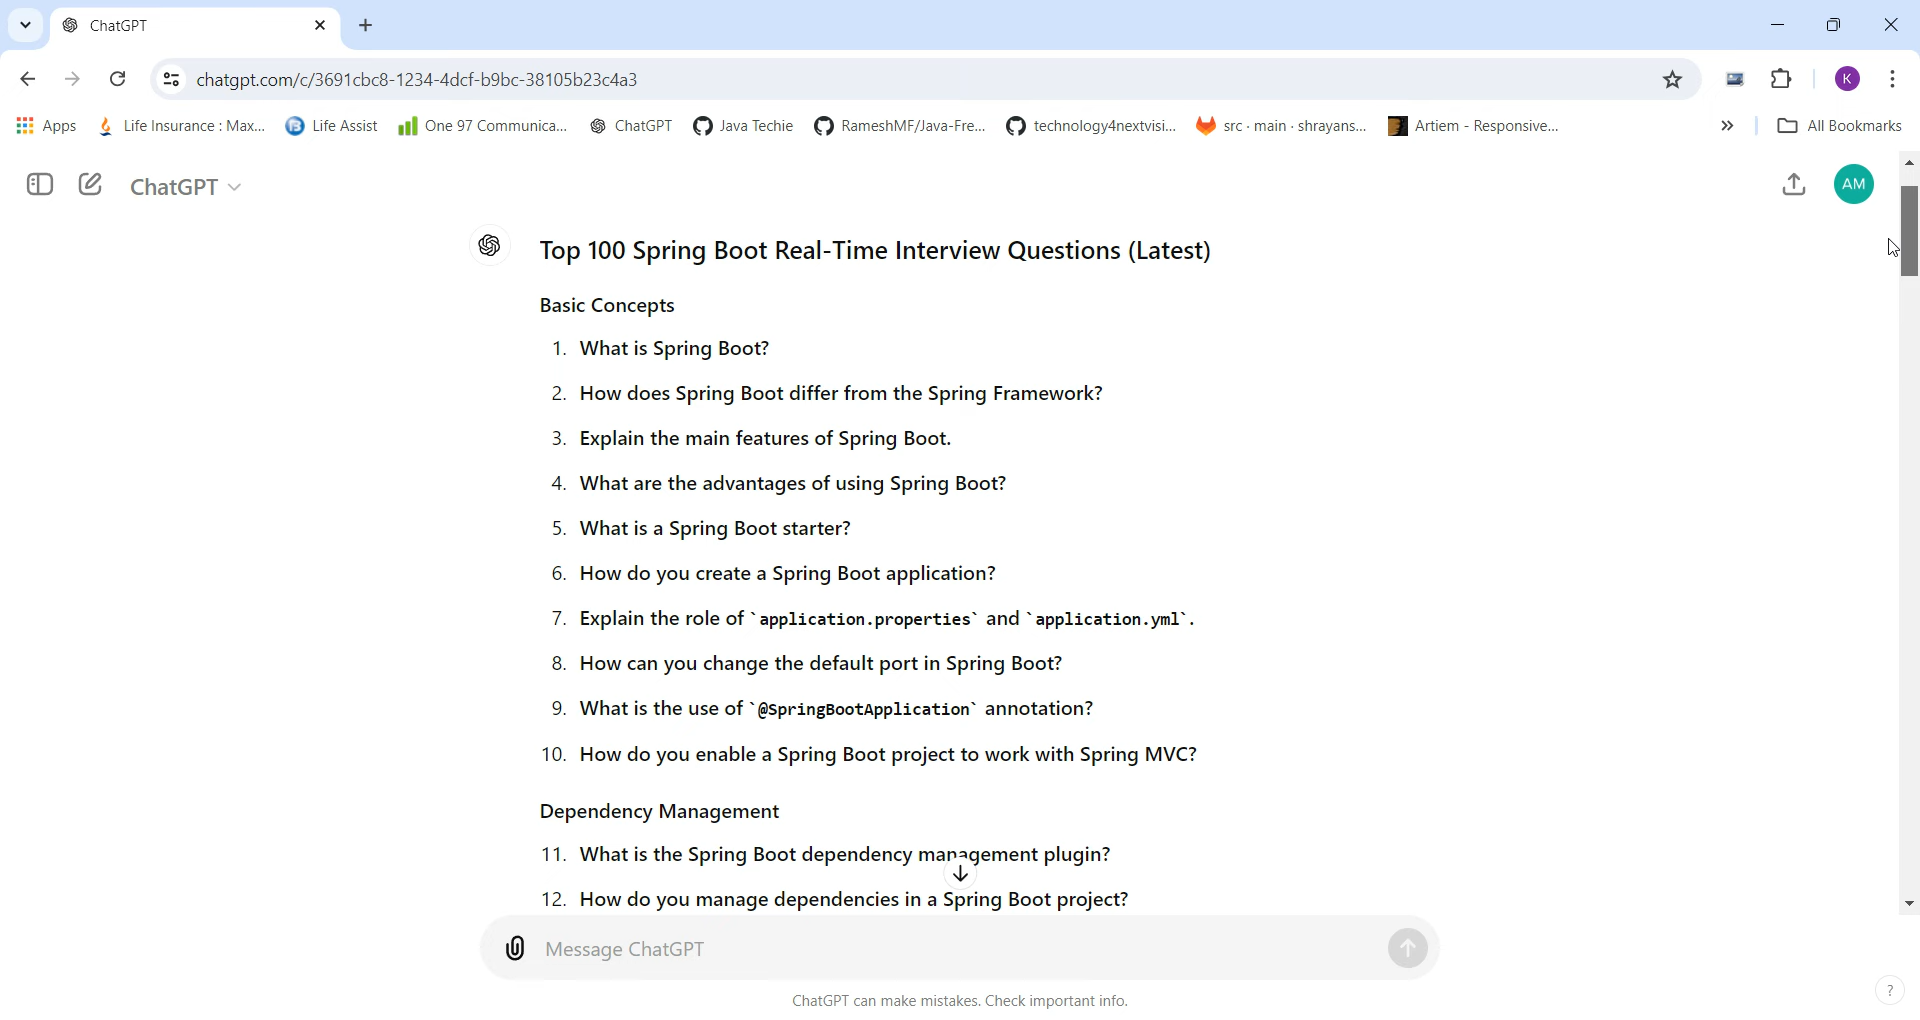 ChatGPT
chatgpt.com/c/3691cbc8-1234-4dcf-b9bc-38105b23c4a3
K
Apps Life Insurance : Max... Life Assist One 97 Communica... ChatGPT Java Techie RameshMF/Java-Fre... technology4nextvisi... src · main · shrayans... Artiem - Responsive... » All Bookmarks
ChatGPT AM
Top 100 Spring Boot Real-Time Interview Questions (Latest)
Basic Concepts
1. What is Spring Boot?
2. How does Spring Boot differ from the Spring Framework?
3. Explain the main features of Spring Boot.
4. What are the advantages of using Spring Boot?
5. What is a Spring Boot starter?
6. How do you create a Spring Boot application?
7. Explain the role of `application.properties` and `application.yml`.
8. How can you change the default port in Spring Boot?
9. What is the use of `@SpringBootApplication` annotation?
10. How do you enable a Spring Boot project to work with Spring MVC?
Dependency Management
11. What is the Spring Boot dependency management plugin?
12. How do you manage dependencies in a Spring Boot project?
Message ChatGPT
ChatGPT can make mistakes. Check important info.
?